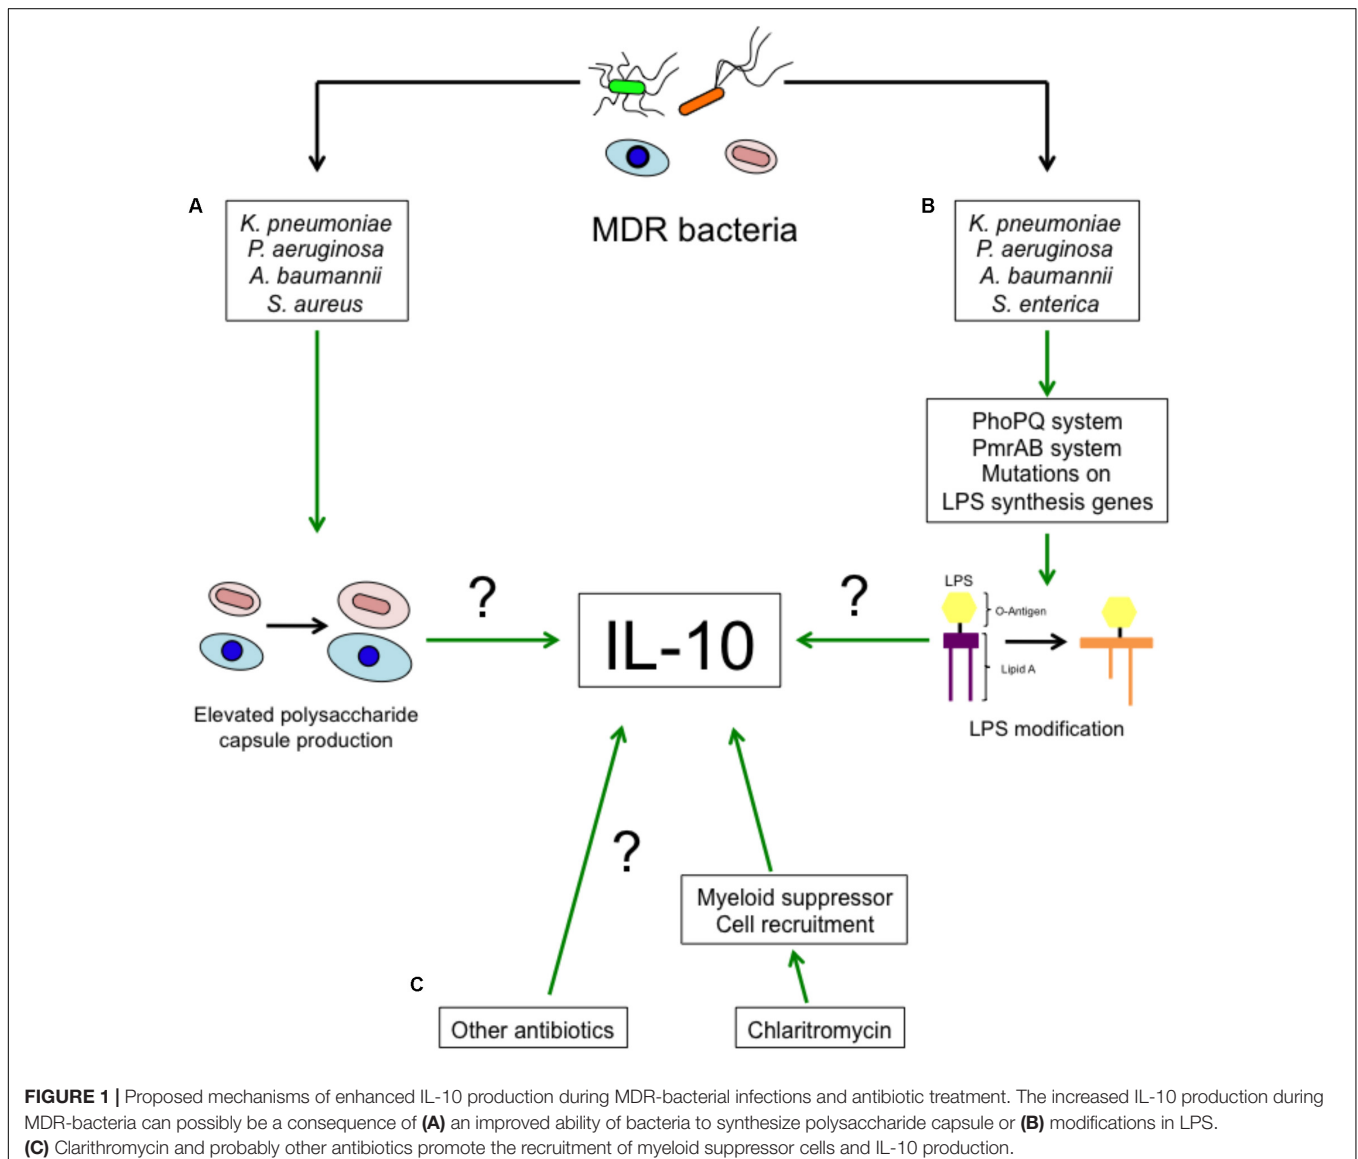 MDR bacteria
A
K. pneumoniae
P. aeruginosa
A. baumannii
S. aureus
B
K. pneumoniae
P. aeruginosa
A. baumannii
S. enterica
PhoPQ system
PmrAB system
Mutations on
LPS synthesis genes
?
IL-10
?
LPS
O-Antigen
Lipid A
Elevated polysaccharide
capsule production
LPS modification
?
Myeloid suppressor
Cell recruitment
C
Other antibiotics
Chlaritromycin
FIGURE 1 | Proposed mechanisms of enhanced IL-10 production during MDR-bacterial infections and antibiotic treatment. The increased IL-10 production during
MDR-bacteria can possibly be a consequence of (A) an improved ability of bacteria to synthesize polysaccharide capsule or (B) modifications in LPS.
(C) Clarithromycin and probably other antibiotics promote the recruitment of myeloid suppressor cells and IL-10 production.